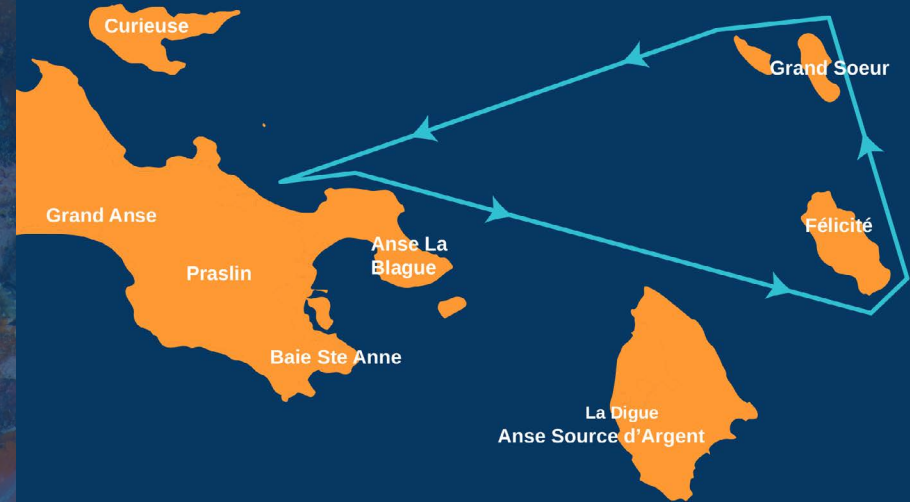 Curieuse
Grand Soeur
Grand Anse
Félicité
Anse La
Blague
Praslin
Baie Ste Anne
La Digue
Anse Source d’Argent